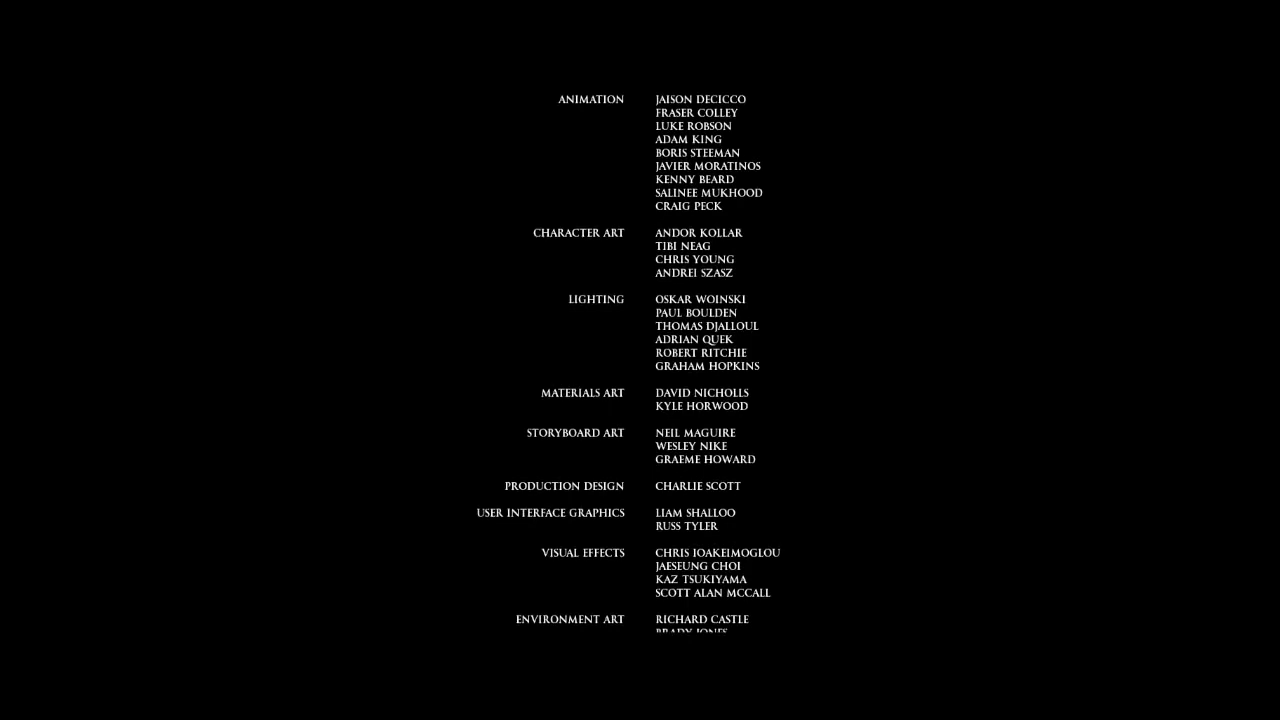 ANIMATION JAISON DECICCO
FRASER COLLEY
LUKE ROBSON
ADAM KING
BORIS STEEMAN
JAVIER MORATINOS
KENNY BEARD
SALINEE MUKHOOD
CRAIG PECK
CHARACTER ART ANDOR KOLLAR
TIBI NEAG
CHRIS YOUNG
ANDREI SZASZ
LIGHTING OSKAR WOINSKI
PAUL BOULDEN
THOMAS DJALLOUL
ADRIAN QUEK
ROBERT RITCHIE
GRAHAM HOPKINS
MATERIALS ART DAVID NICHOLLS
KYLE HORWOOD
STORYBOARD ART NEIL MAGUIRE
WESLEY NIKE
GRAEME HOWARD
PRODUCTION DESIGN CHARLIE SCOTT
USER INTERFACE GRAPHICS LIAM SHALLOO
RUSS TYLER
VISUAL EFFECTS CHRIS IOAKEIMOGLOU
JAESEUNG CHOI
KAZ TSUKIYAMA
SCOTT ALAN MCCALL
ENVIRONMENT ART RICHARD CASTLE